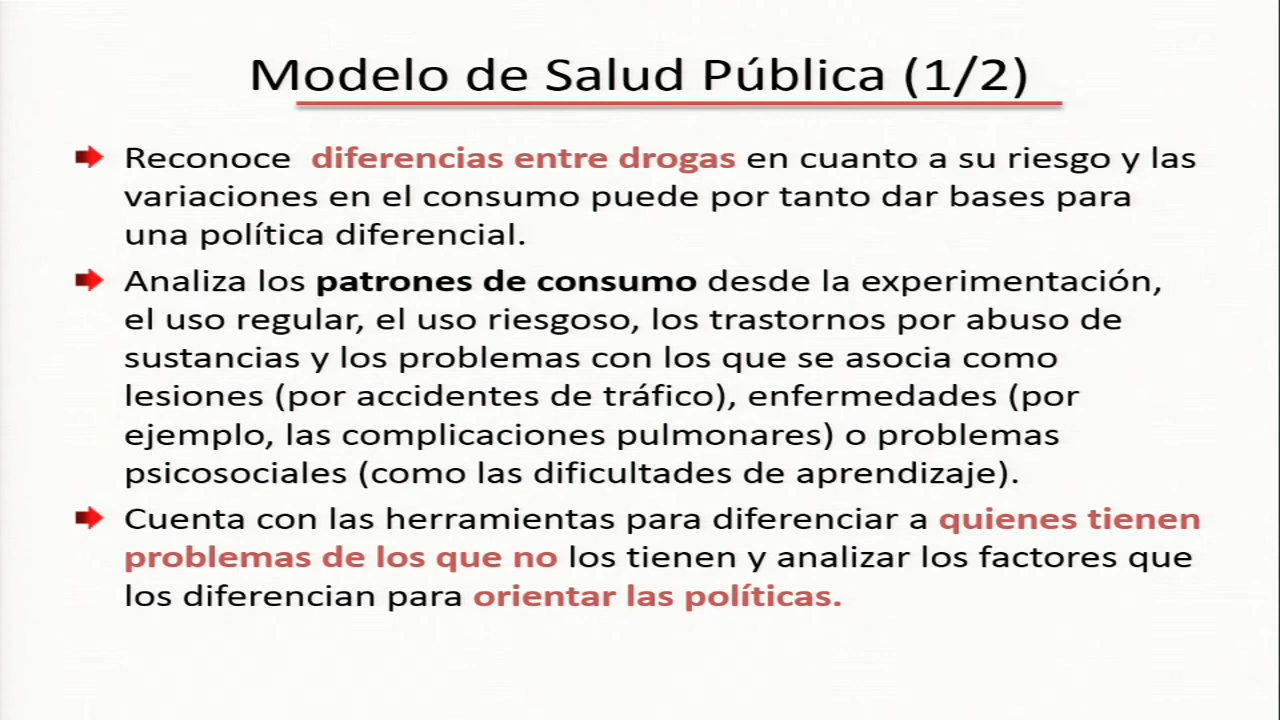 Modelo de Salud Pública (1/2)
Reconoce diferencias entre drogas en cuanto a su riesgo y las
variaciones en el consumo puede por tanto dar bases para
una política diferencial.
Analiza los patrones de consumo desde la experimentación,
el uso regular, el uso riesgoso, los trastornos por abuso de
sustancias y los problemas con los que se asocia como
lesiones (por accidentes de tráfico), enfermedades (por
ejemplo, las complicaciones pulmonares) o problemas
psicosociales (como las dificultades de aprendizaje).
Cuenta con las herramientas para diferenciar a quienes tienen
problemas de los que no los tienen y analizar los factores que
los diferencian para orientar las políticas.